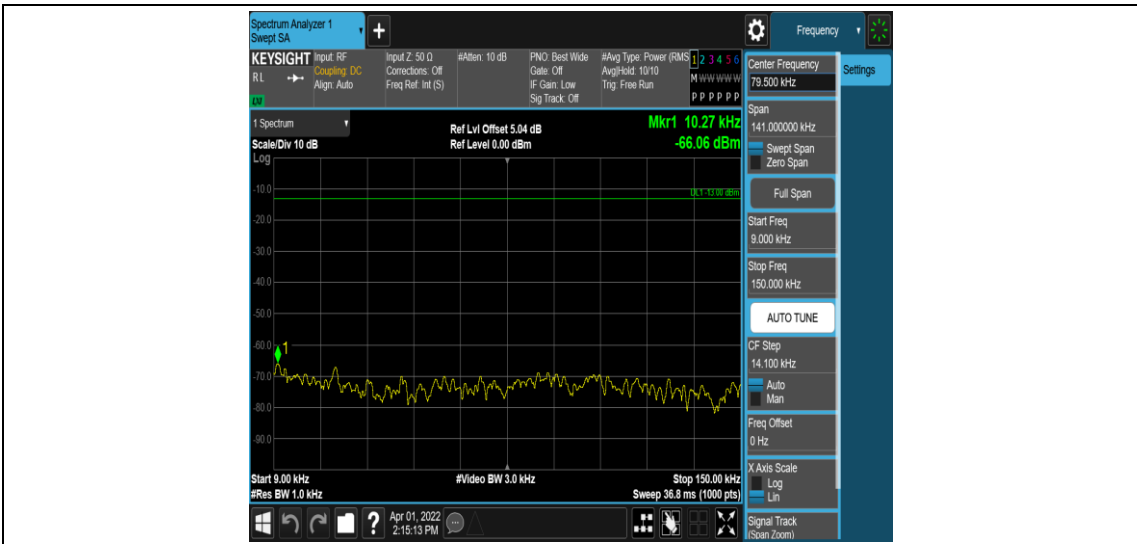 Spectrum Analyzer 1
Swept SA
+
Frequency
KEYSIGHT
RL
LXI
Input: RF
Coupling: DC
Align: Auto
Input Z: 50 Ω
Corrections: Off
Freq Ref: Int (S)
#Atten: 10 dB
PNO: Best Wide
Gate: Off
IF Gain: Low
Sig Track: Off
#Avg Type: Power (RMS
Avg|Hold: 10/10
Trig: Free Run
1 2 3 4 5 6
M W W W W W
P P P P P P
1 Spectrum
Scale/Div 10 dB
Log
Ref Lvl Offset 5.04 dB
Ref Level 0.00 dBm
Mkr1 10.27 kHz
-66.06 dBm
DL1 -13.00 dBm
-10.0
-20.0
-30.0
-40.0
-50.0
-60.0
1
-70.0
-80.0
-90.0
Start 9.00 kHz
#Res BW 1.0 kHz
#Video BW 3.0 kHz
Stop 150.00 kHz
Sweep 36.8 ms (1000 pts)
?
Apr 01, 2022
2:15:13 PM
Center Frequency
79.500 kHz
Settings
Span
141.000000 kHz
Swept Span
Zero Span
Full Span
Start Freq
9.000 kHz
Stop Freq
150.000 kHz
AUTO TUNE
CF Step
14.100 kHz
Auto
Man
Freq Offset
0 Hz
X Axis Scale
Log
Lin
Signal Track
(Span Zoom)